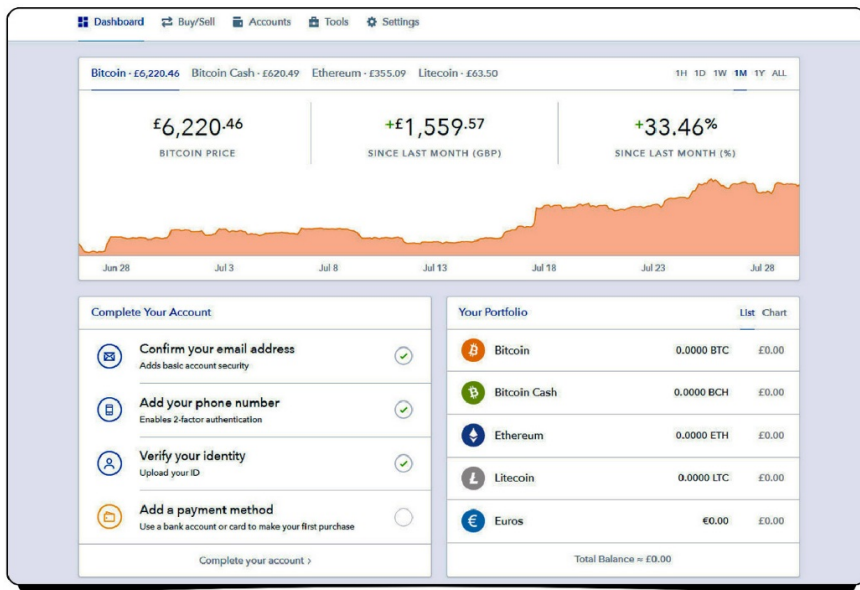 Dashboard Buy/Sell Accounts Tools Settings
Bitcoin · £6,220.46 Bitcoin Cash · £620.49 Ethereum · £355.09 Litecoin · £63.50 1H 1D 1W 1M 1Y ALL
£6,220.46 +£1,559.57 +33.46%
BITCOIN PRICE SINCE LAST MONTH (GBP) SINCE LAST MONTH (%)
Jun 28 Jul 3 Jul 8 Jul 13 Jul 18 Jul 23 Jul 28
Complete Your Account
Confirm your email address
Adds basic account security
Add your phone number
Enables 2-factor authentication
Verify your identity
Upload your ID
Add a payment method
Use a bank account or card to make your first purchase
Complete your account >
Your Portfolio List Chart
Bitcoin 0.0000 BTC £0.00
Bitcoin Cash 0.0000 BCH £0.00
Ethereum 0.0000 ETH £0.00
Litecoin 0.0000 LTC £0.00
Euros €0.00 £0.00
Total Balance ≈ £0.00